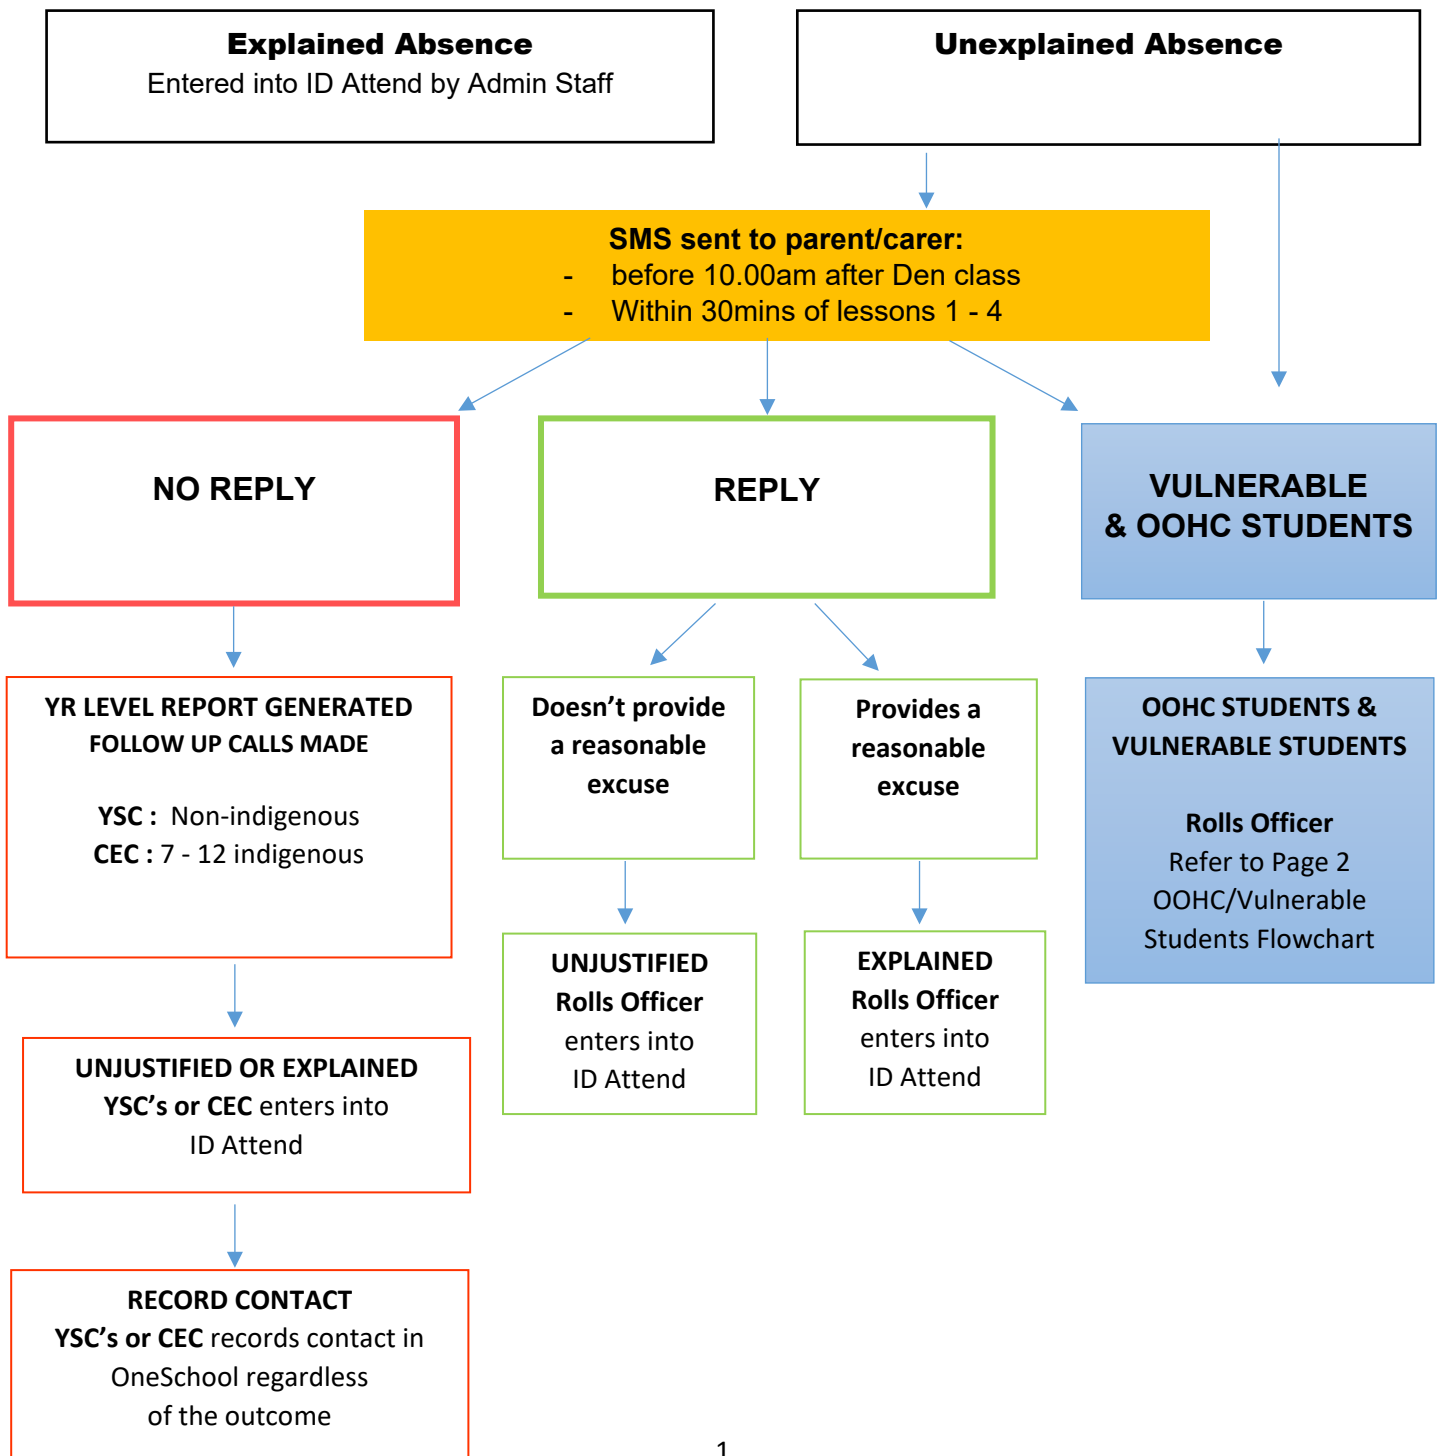 Explained Absence
Entered into ID Attend by Admin Staff
Unexplained Absence
SMS sent to parent/carer:
- before 10.00am after Den class
- Within 30mins of lessons 1 - 4
NO REPLY
REPLY
VULNERABLE
& OOHC STUDENTS
YR LEVEL REPORT GENERATED
FOLLOW UP CALLS MADE
YSC : Non-indigenous
CEC : 7 - 12 indigenous
Doesn’t provide
a reasonable
excuse
Provides a
reasonable
excuse
OOHC STUDENTS &
VULNERABLE STUDENTS
Rolls Officer
Refer to Page 2
OOHC/Vulnerable
Students Flowchart
UNJUSTIFIED
Rolls Officer
enters into
ID Attend
EXPLAINED
Rolls Officer
enters into
ID Attend
UNJUSTIFIED OR EXPLAINED
YSC’s or CEC enters into
ID Attend
RECORD CONTACT
YSC’s or CEC records contact in
OneSchool regardless
of the outcome
1